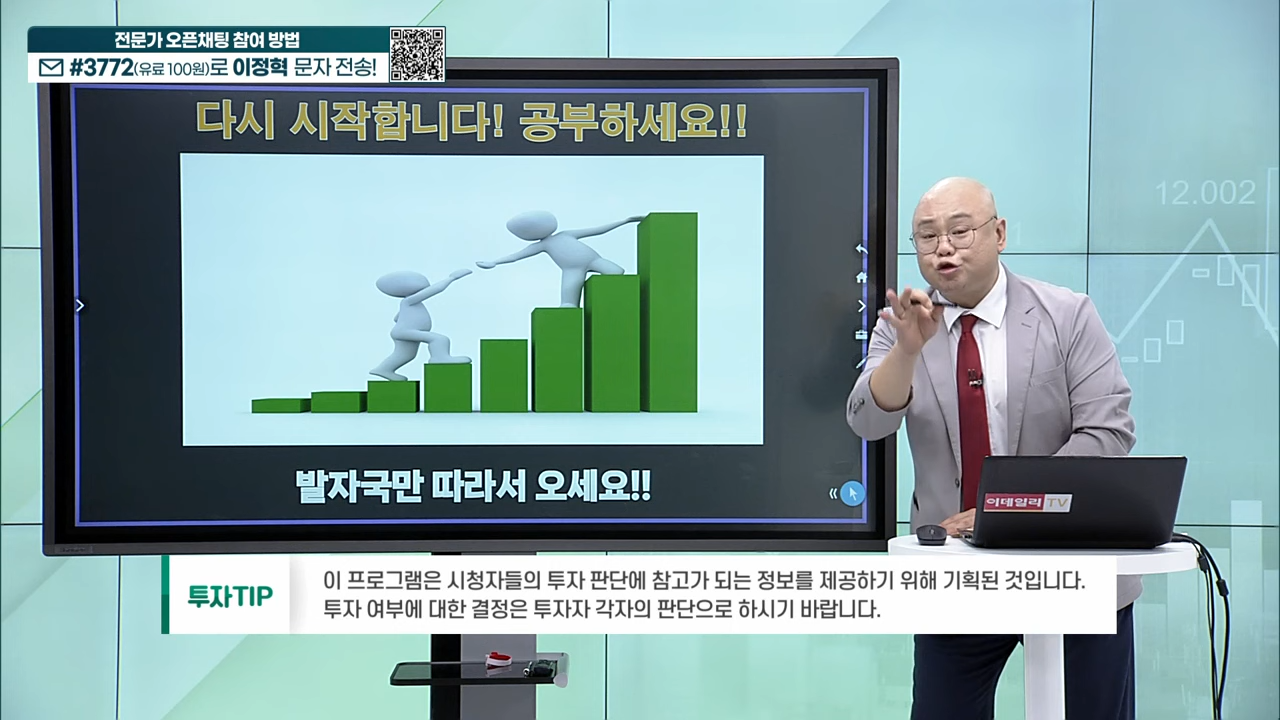 전문가 오픈채팅 참여 방법
#3772(유료 100원)로 이정혁 문자 전송!
다시 시작합니다! 공부하세요!!
12.002
발자국만 따라서 오세요!!
이데일리 TV
투자TIP
이 프로그램은 시청자들의 투자 판단에 참고가 되는 정보를 제공하기 위해 기획된 것입니다.
투자 여부에 대한 결정은 투자자 각자의 판단으로 하시기 바랍니다.